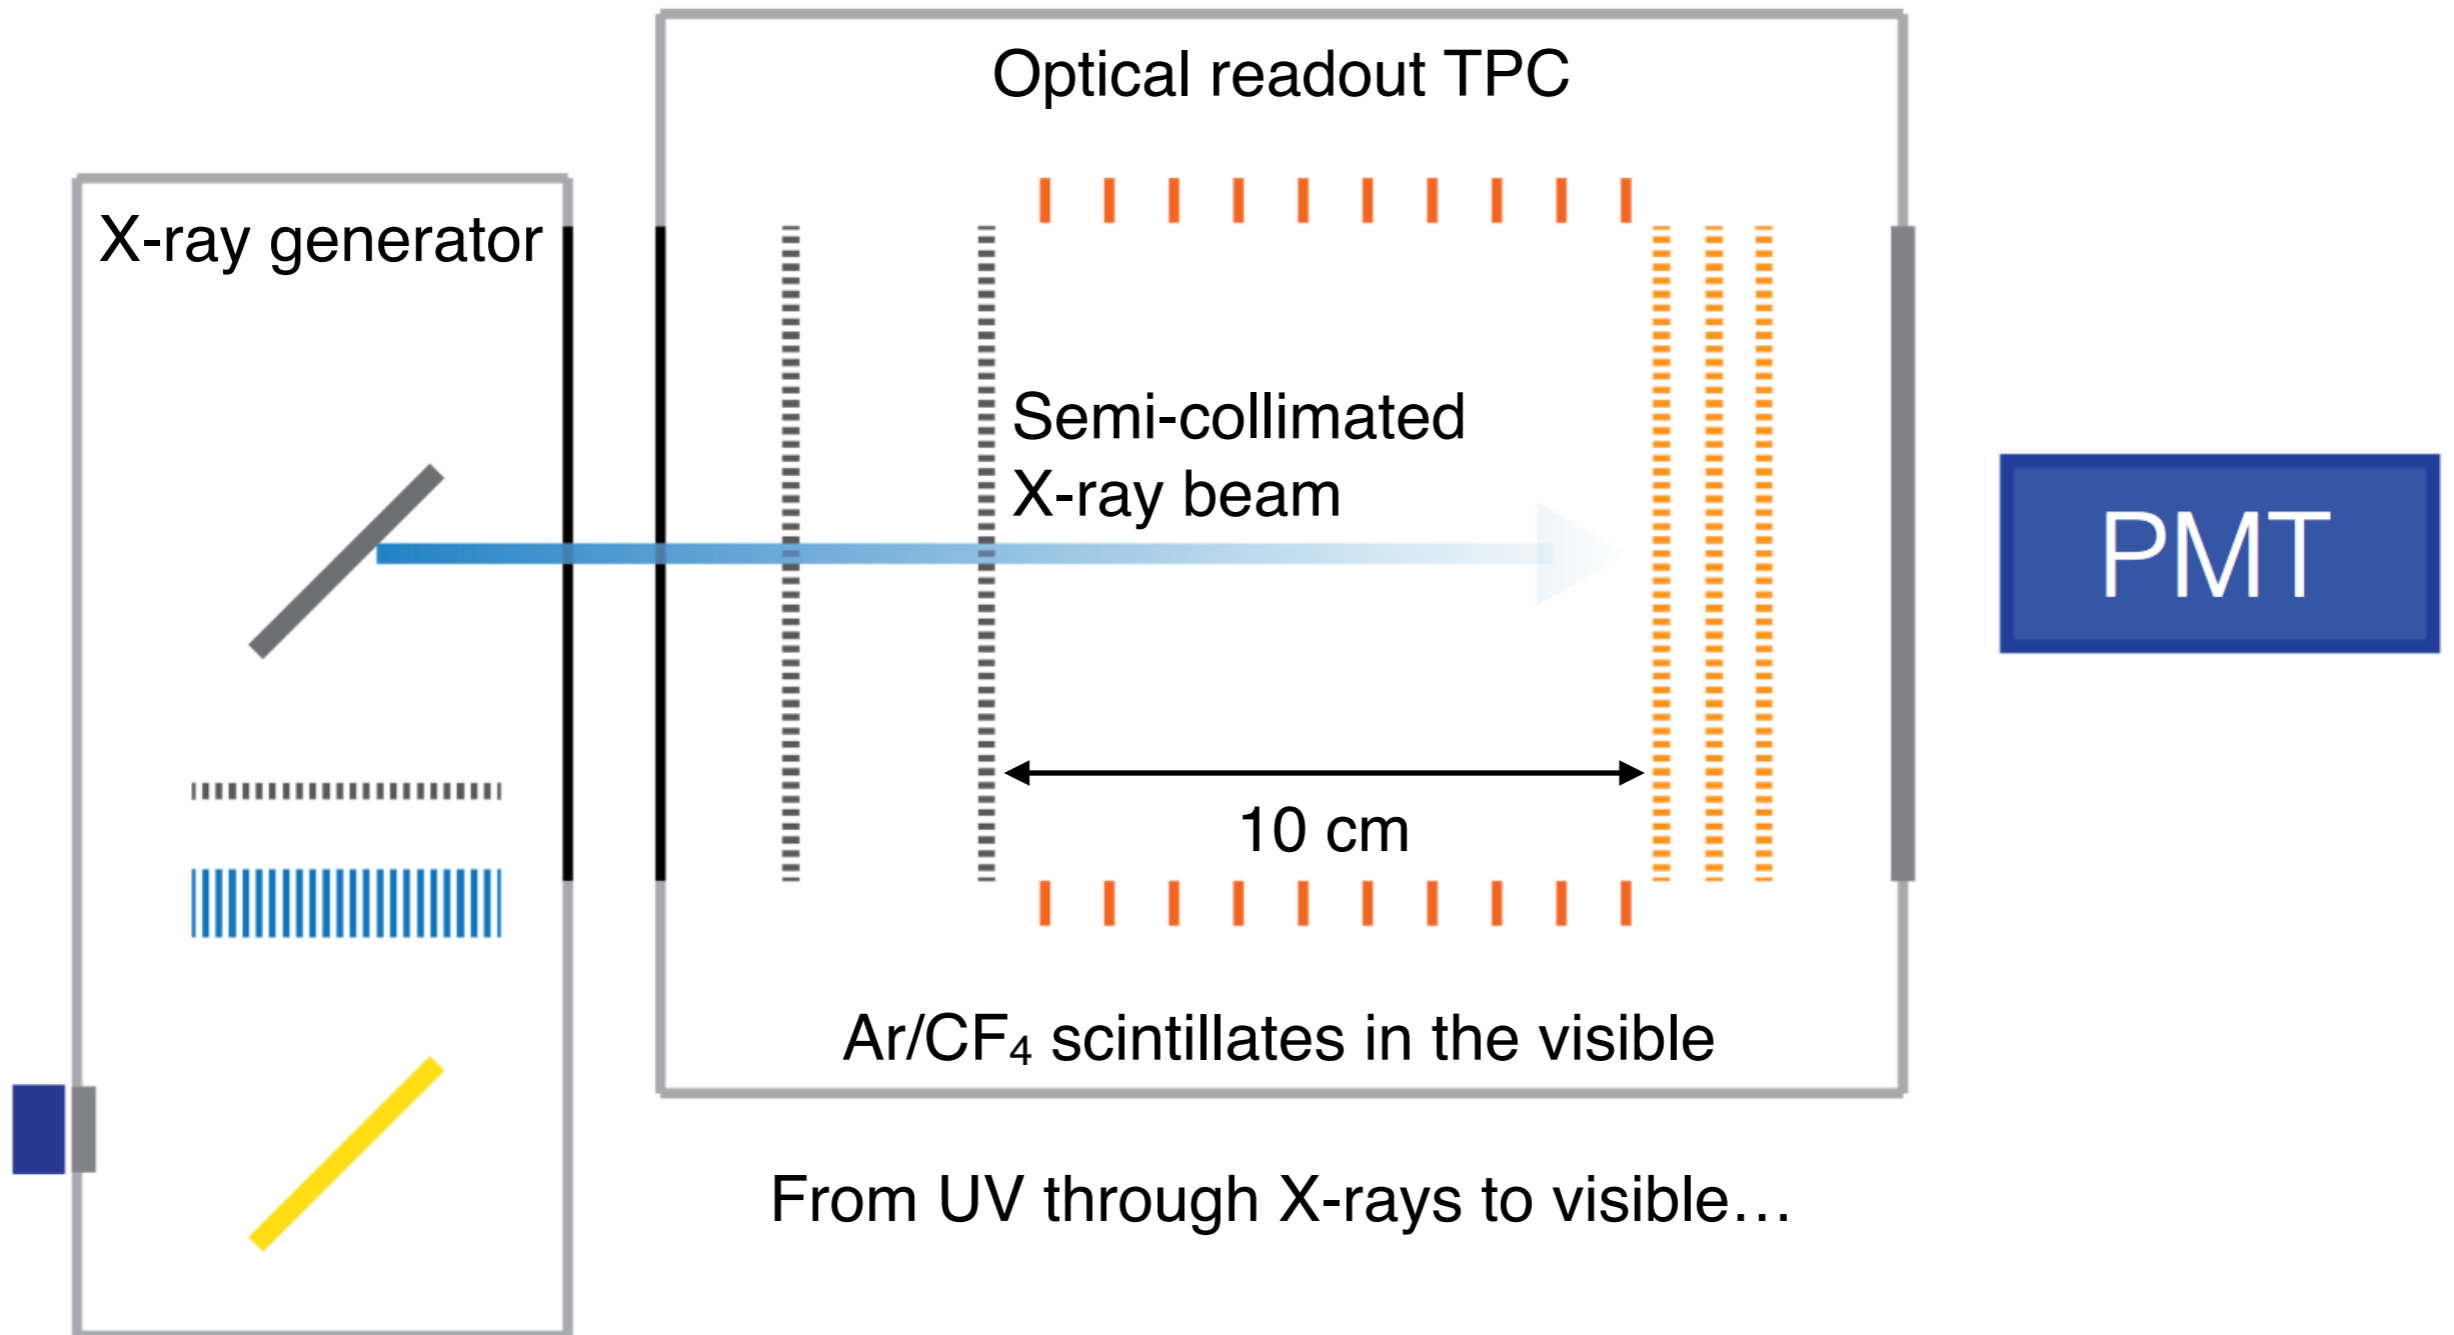 Optical readout TPC
X-ray generator
Semi-collimated
X-ray beam
PMT
10 cm
Ar/CF₄ scintillates in the visible
From UV through X-rays to visible…